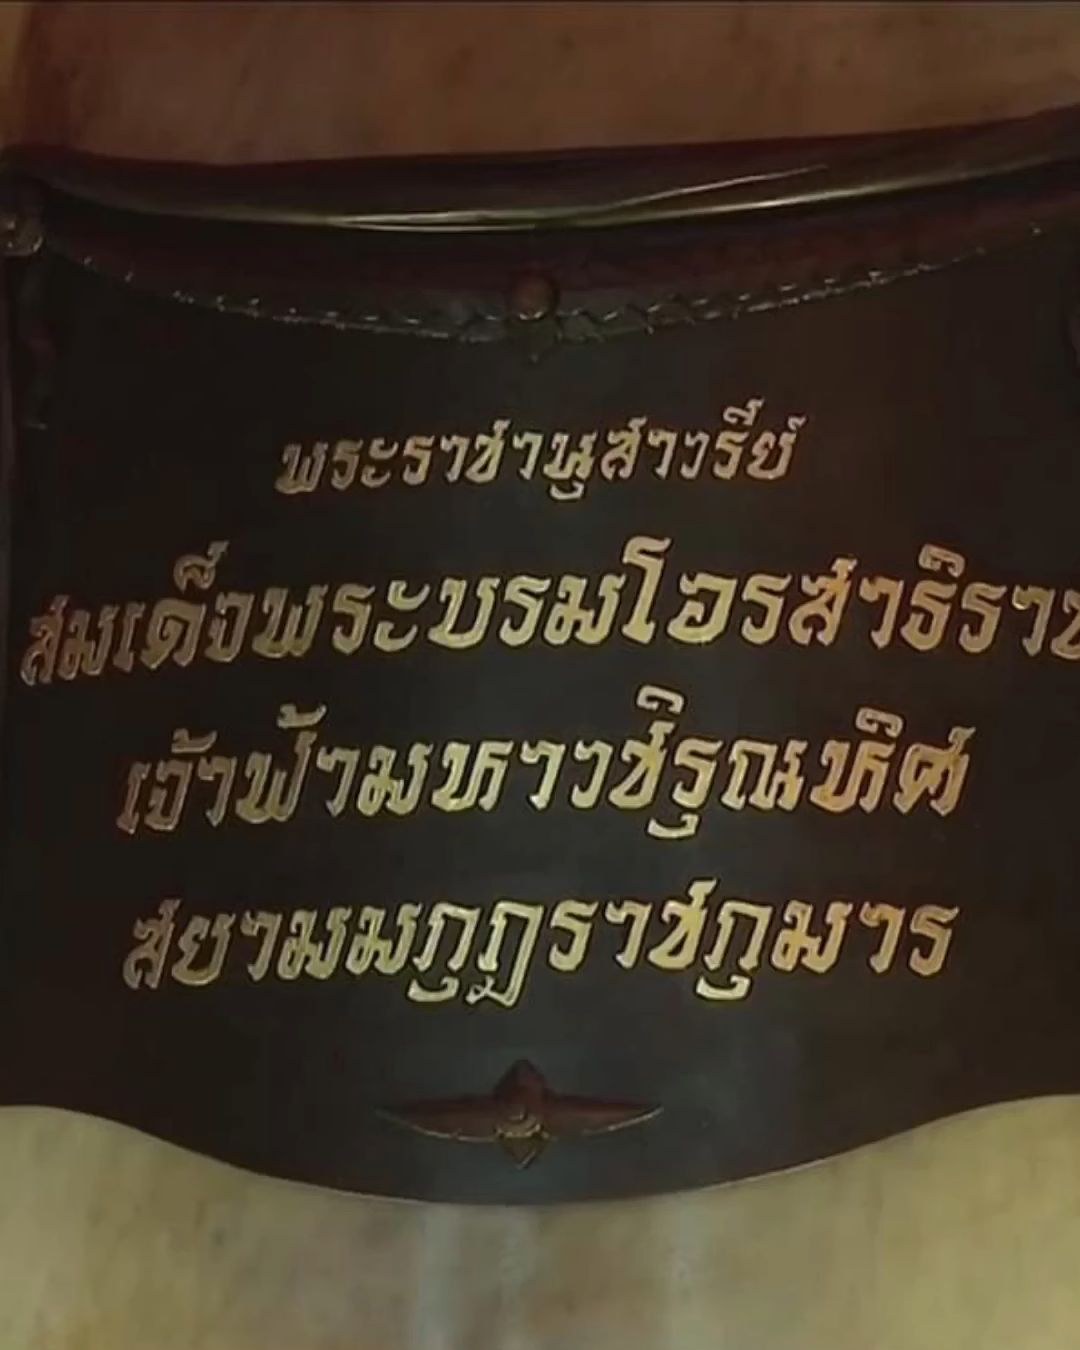 พระราชานุสาวรีย์
สมเด็จพระบรมโอรสาธิราช
เจ้าฟ้ามหาวชิรุณหิศ
สยามมกุฎราชกุมาร